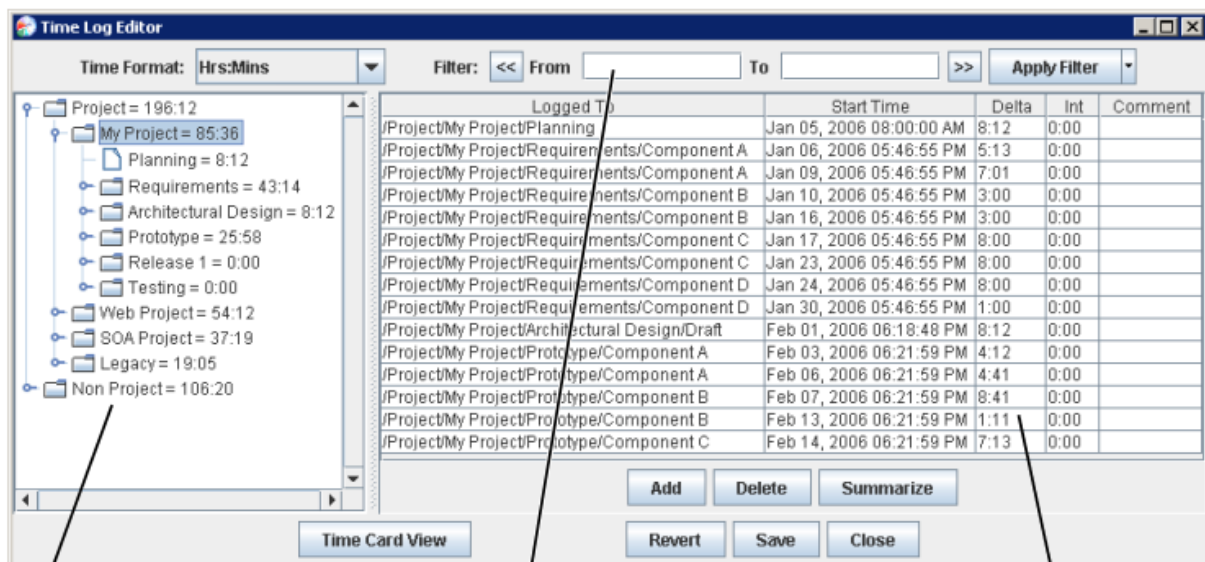 Time Log Editor
Time Format: Hrs:Mins Filter: << From To >> Apply Filter
Project = 196:12
My Project = 85:36
Planning = 8:12
Requirements = 43:14
Architectural Design = 8:12
Prototype = 25:58
Release 1 = 0:00
Testing = 0:00
Web Project = 54:12
SOA Project = 37:19
Legacy = 19:05
Non Project = 106:20
Logged To Start Time Delta Int Comment
/Project/My Project/Planning Jan 05, 2006 08:00:00 AM 8:12 0:00
/Project/My Project/Requirements/Component A Jan 06, 2006 05:46:55 PM 5:13 0:00
/Project/My Project/Requirements/Component A Jan 09, 2006 05:46:55 PM 7:01 0:00
/Project/My Project/Requirements/Component B Jan 10, 2006 05:46:55 PM 3:00 0:00
/Project/My Project/Requirements/Component B Jan 16, 2006 05:46:55 PM 3:00 0:00
/Project/My Project/Requirements/Component C Jan 17, 2006 05:46:55 PM 8:00 0:00
/Project/My Project/Requirements/Component C Jan 23, 2006 05:46:55 PM 8:00 0:00
/Project/My Project/Requirements/Component D Jan 24, 2006 05:46:55 PM 8:00 0:00
/Project/My Project/Requirements/Component D Jan 30, 2006 05:46:55 PM 1:00 0:00
/Project/My Project/Architectural Design/Draft Feb 01, 2006 06:18:48 PM 8:12 0:00
/Project/My Project/Prototype/Component A Feb 03, 2006 06:21:59 PM 4:12 0:00
/Project/My Project/Prototype/Component A Feb 06, 2006 06:21:59 PM 4:41 0:00
/Project/My Project/Prototype/Component B Feb 07, 2006 06:21:59 PM 8:41 0:00
/Project/My Project/Prototype/Component B Feb 13, 2006 06:21:59 PM 1:11 0:00
/Project/My Project/Prototype/Component C Feb 14, 2006 06:21:59 PM 7:13 0:00
Add Delete Summarize
Time Card View Revert Save Close